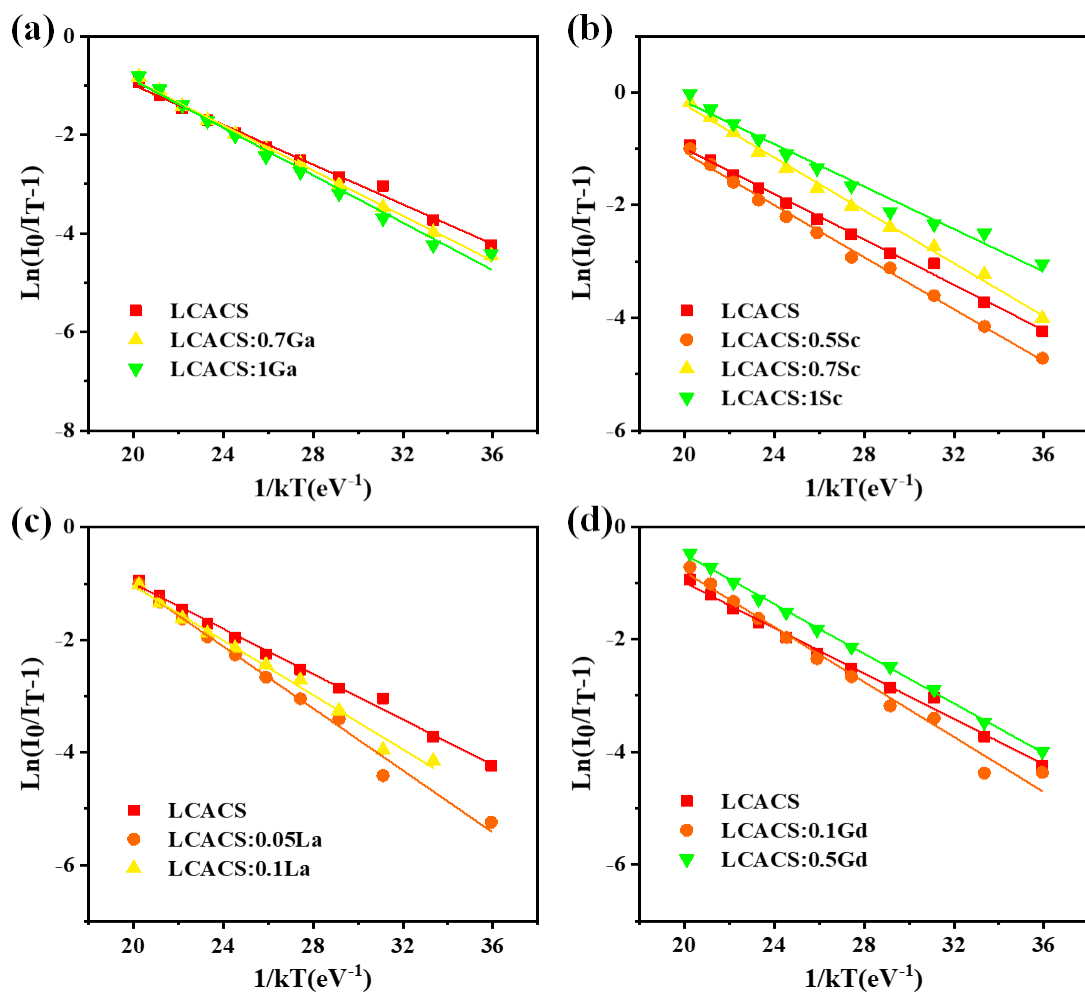 (a)
Ln(I₀/I_T-1)
0
-2
-4
-6
-8
LCACS
LCACS:0.7Ga
LCACS:1Ga
20 24 28 32 36
1/kT(eV⁻¹)
(b)
Ln(I₀/I_T-1)
0
-2
-4
-6
LCACS
LCACS:0.5Sc
LCACS:0.7Sc
LCACS:1Sc
20 24 28 32 36
1/kT(eV⁻¹)
(c)
Ln(I₀/I_T-1)
0
-2
-4
-6
LCACS
LCACS:0.05La
LCACS:0.1La
20 24 28 32 36
1/kT(eV⁻¹)
(d)
Ln(I₀/I_T-1)
0
-2
-4
-6
LCACS
LCACS:0.1Gd
LCACS:0.5Gd
20 24 28 32 36
1/kT(eV⁻¹)